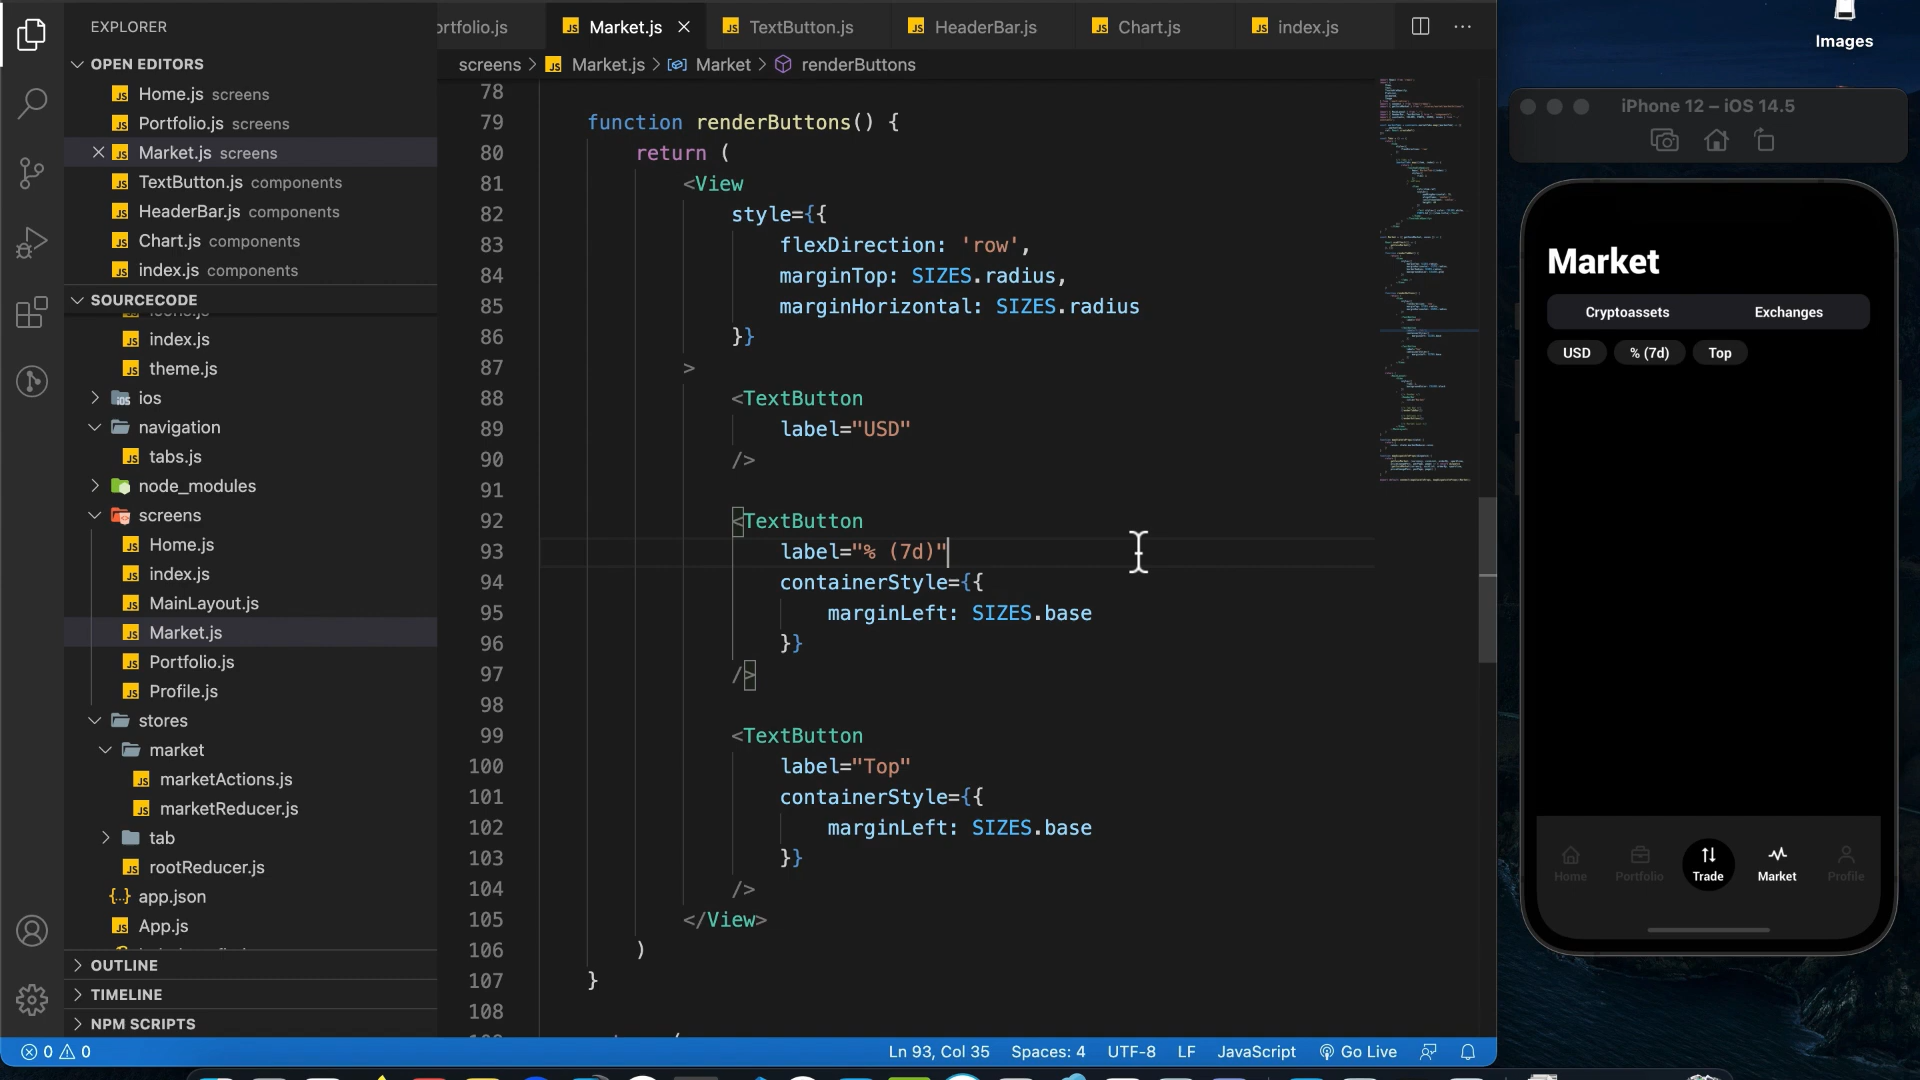 EXPLORER
OPEN EDITORS
Home.js screens
Portfolio.js screens
Market.js screens
TextButton.js components
HeaderBar.js components
Chart.js components
index.js components
SOURCECODE
index.js
theme.js
ios
navigation
tabs.js
node_modules
screens
Home.js
index.js
MainLayout.js
Market.js
Portfolio.js
Profile.js
stores
market
marketActions.js
marketReducer.js
tab
rootReducer.js
app.json
App.js
OUTLINE
TIMELINE
NPM SCRIPTS
ortfolio.js
Market.js
TextButton.js
HeaderBar.js
Chart.js
index.js
screens > Market.js > Market > renderButtons
78
79 function renderButtons() {
80 return (
81 <View
82 style={{
83 flexDirection: 'row',
84 marginTop: SIZES.radius,
85 marginHorizontal: SIZES.radius
86 }}
87 >
88 <TextButton
89 label="USD"
90 />
91
92 <TextButton
93 label="% (7d)"
94 containerStyle={{
95 marginLeft: SIZES.base
96 }}
97 />
98
99 <TextButton
100 label="Top"
101 containerStyle={{
102 marginLeft: SIZES.base
103 }}
104 />
105 </View>
106 )
107 }
108
0 0
Ln 93, Col 35
Spaces: 4
UTF-8
LF
JavaScript
Go Live
Images
iPhone 12 – iOS 14.5
Market
Cryptoassets
Exchanges
USD
% (7d)
Top
Home
Portfolio
Trade
Market
Profile